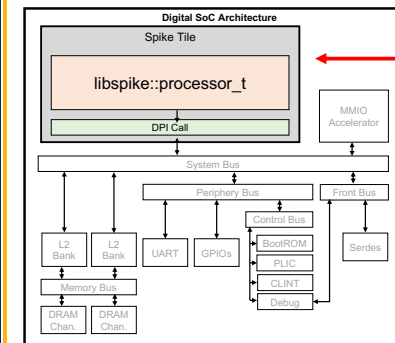 Digital SoC Architecture
Spike Tile
libspike::processor_t
DPI Call
MMIO
Accelerator
System Bus
Periphery Bus
Front Bus
Control Bus
L2
Bank
L2
Bank
UART
GPIOs
BootROM
PLIC
CLINT
Debug
Serdes
Memory Bus
DRAM
Chan.
DRAM
Chan.